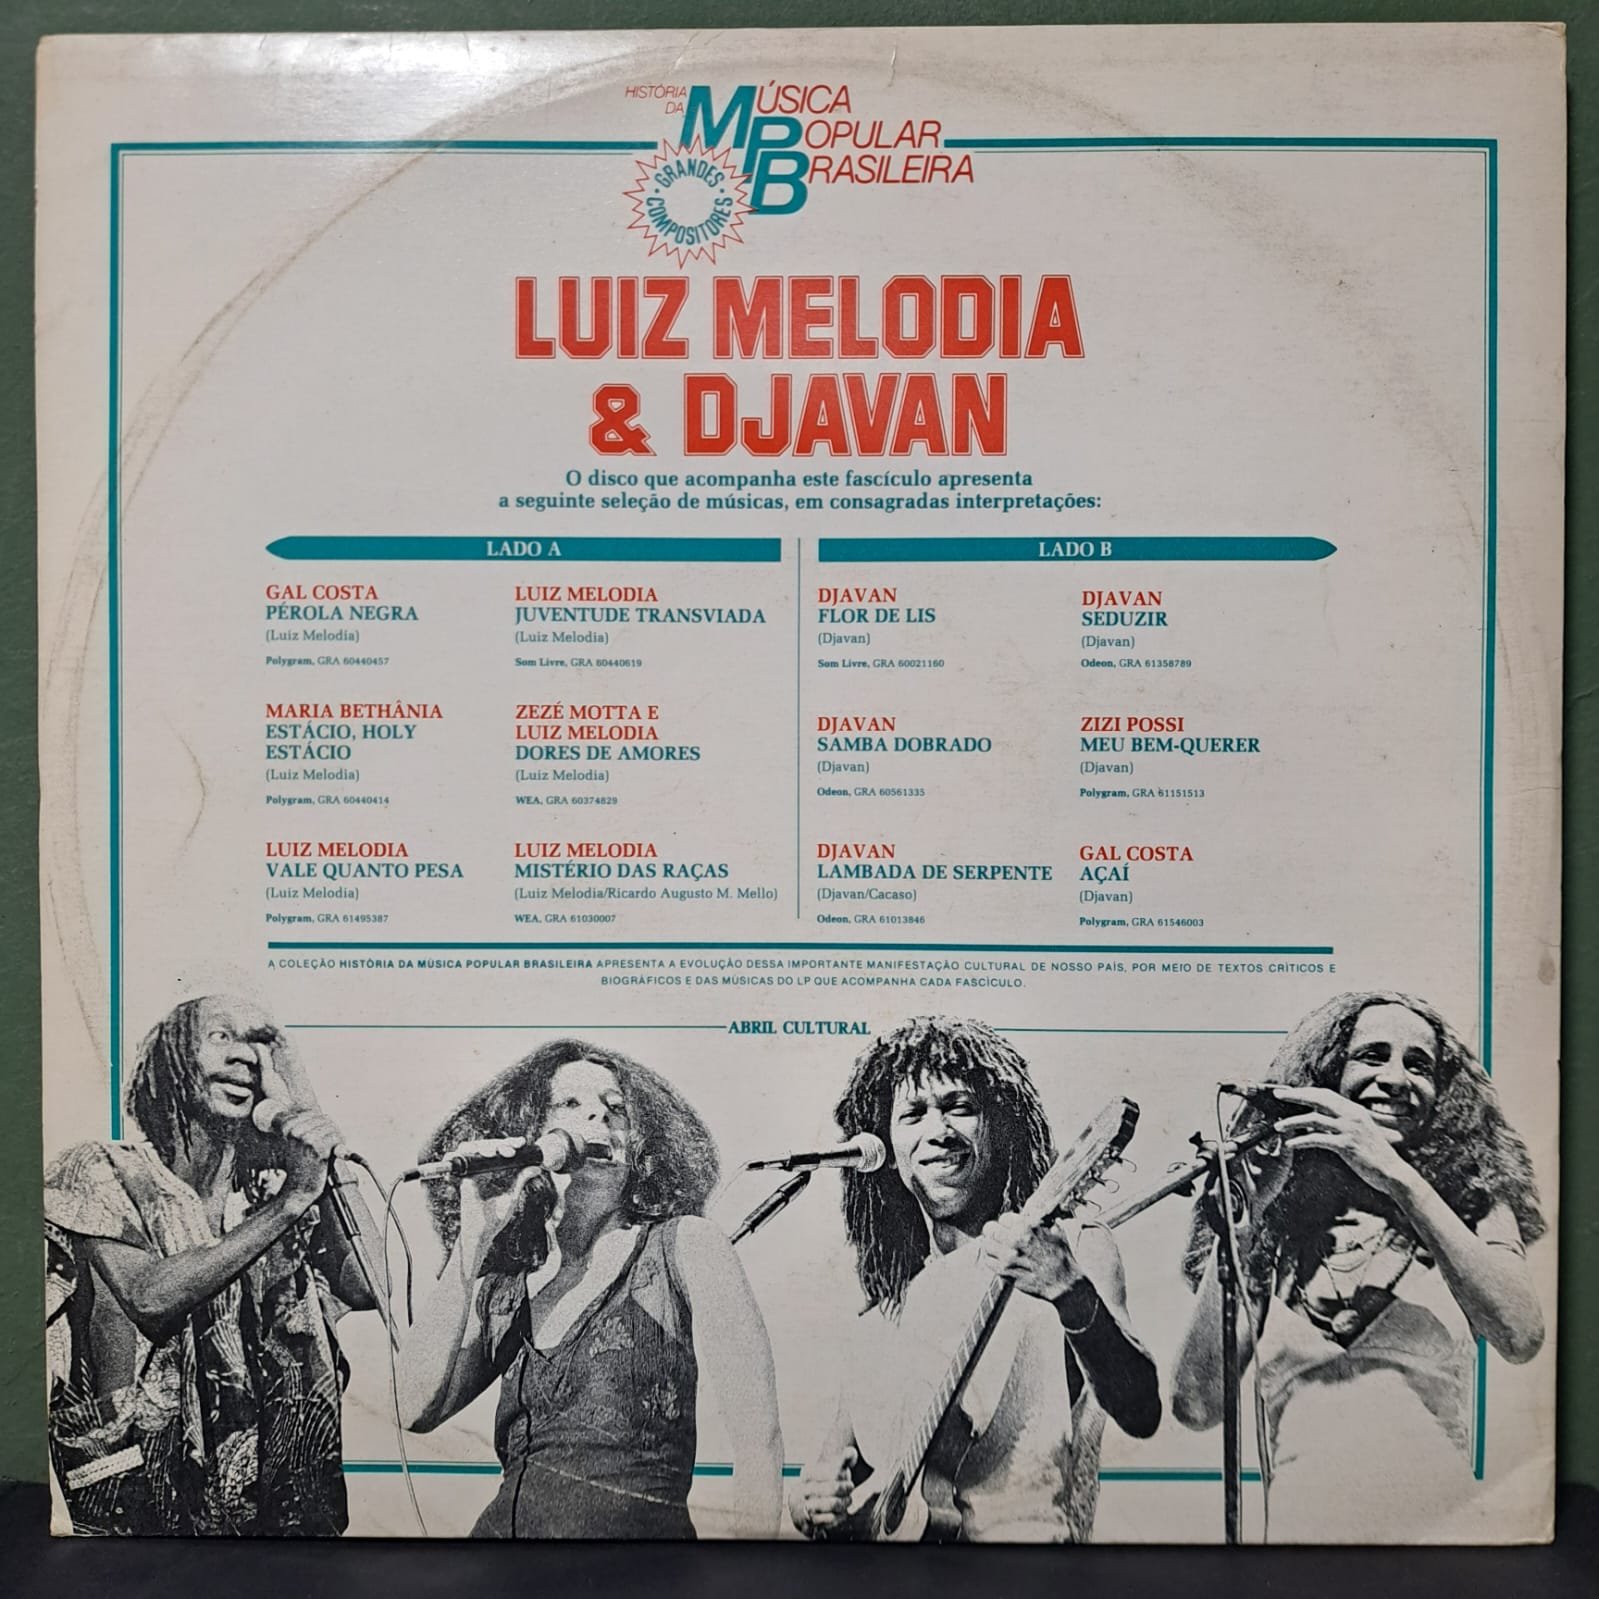 HISTÓRIA DA MÚSICA
POPULAR
BRASILEIRA
GRANDES
COMPOSITORES
LUIZ MELODIA
& DJAVAN
O disco que acompanha este fascículo apresenta
a seguinte seleção de músicas, em consagradas interpretações:
LADO A
GAL COSTA
PÉROLA NEGRA
(Luiz Melodia)
Polygram, GRA 60440457
MARIA BETHÂNIA
ESTÁCIO, HOLY
ESTÁCIO
(Luiz Melodia)
Polygram, GRA 60440414
LUIZ MELODIA
VALE QUANTO PESA
(Luiz Melodia)
Polygram, GRA 61495387
LUIZ MELODIA
JUVENTUDE TRANSVIADA
(Luiz Melodia)
Som Livre, GRA 60440619
ZEZÉ MOTTA E
LUIZ MELODIA
DORES DE AMORES
(Luiz Melodia)
WEA, GRA 60374829
LUIZ MELODIA
MISTÉRIO DAS RAÇAS
(Luiz Melodia/Ricardo Augusto M. Mello)
WEA, GRA 61030007
LADO B
DJAVAN
FLOR DE LIS
(Djavan)
Som Livre, GRA 60021160
DJAVAN
SAMBA DOBRADO
(Djavan)
Odeon, GRA 60561335
DJAVAN
LAMBADA DE SERPENTE
(Djavan/Cacaso)
Odeon, GRA 61013846
DJAVAN
SEDUZIR
(Djavan)
Odeon, GRA 61358789
ZIZI POSSI
MEU BEM-QUERER
(Djavan)
Polygram, GRA 61151513
GAL COSTA
AÇAÍ
(Djavan)
Polygram, GRA 61546003
A COLEÇÃO HISTÓRIA DA MÚSICA POPULAR BRASILEIRA APRESENTA A EVOLUÇÃO DESSA IMPORTANTE MANIFESTAÇÃO CULTURAL DE NOSSO PAÍS, POR MEIO DE TEXTOS CRÍTICOS E
BIOGRÁFICOS E DAS MÚSICAS DO LP QUE ACOMPANHA CADA FASCÍCULO.
ABRIL CULTURAL